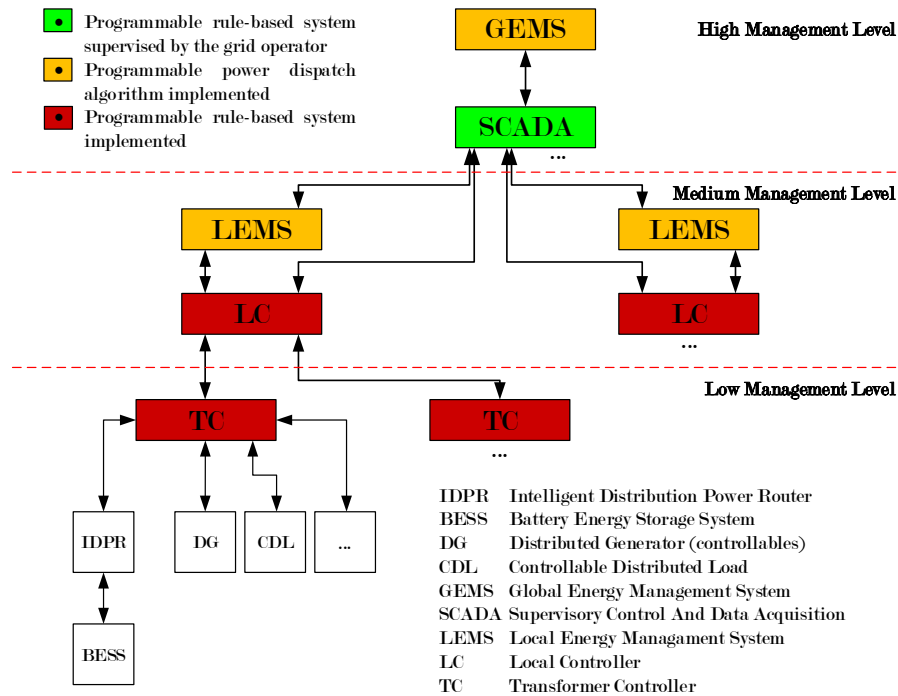 Programmable rule-based system
supervised by the grid operator
Programmable power dispatch
algorithm implemented
Programmable rule-based system
implemented
GEMS
High Management Level
SCADA
...
Medium Management Level
LEMS
LEMS
LC
LC
...
Low Management Level
TC
TC
...
IDPR
DG
CDL
...
BESS
IDPR Intelligent Distribution Power Router
BESS Battery Energy Storage System
DG Distributed Generator (controllables)
CDL Controllable Distributed Load
GEMS Global Energy Management System
SCADA Supervisory Control And Data Acquisition
LEMS Local Energy Managament System
LC Local Controller
TC Transformer Controller